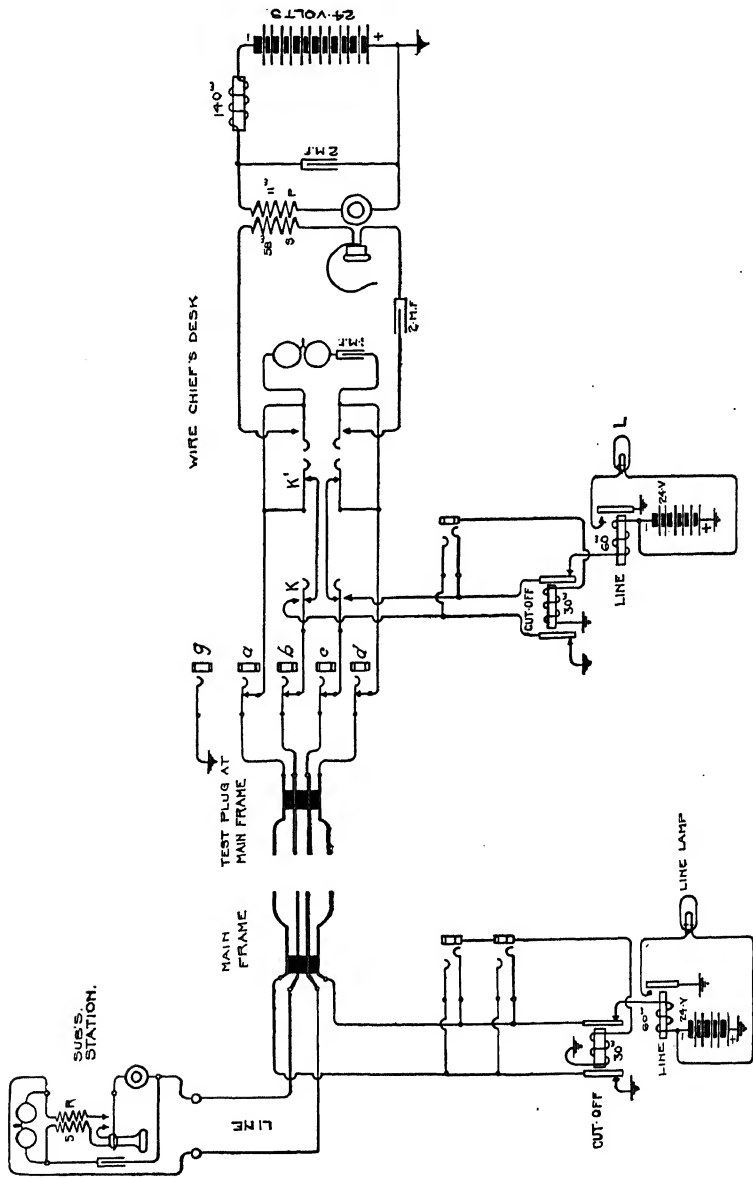 24-VOLTS
-
+
140ω
2 M.F.
11ω
P
58ω
S
2-M.F.
1-M.F.
WIRE CHIEF'S DESK
K'
K
g
a
b
c
d
L
CUT-OFF
30ω
60ω
LINE
-
24-V
+
TEST PLUG AT
MAIN FRAME
MAIN
FRAME
LINE LAMP
SUB'S.
STATION.
S
P
LINE
CUT-OFF
30ω
60ω
LINE
-
24-V
+